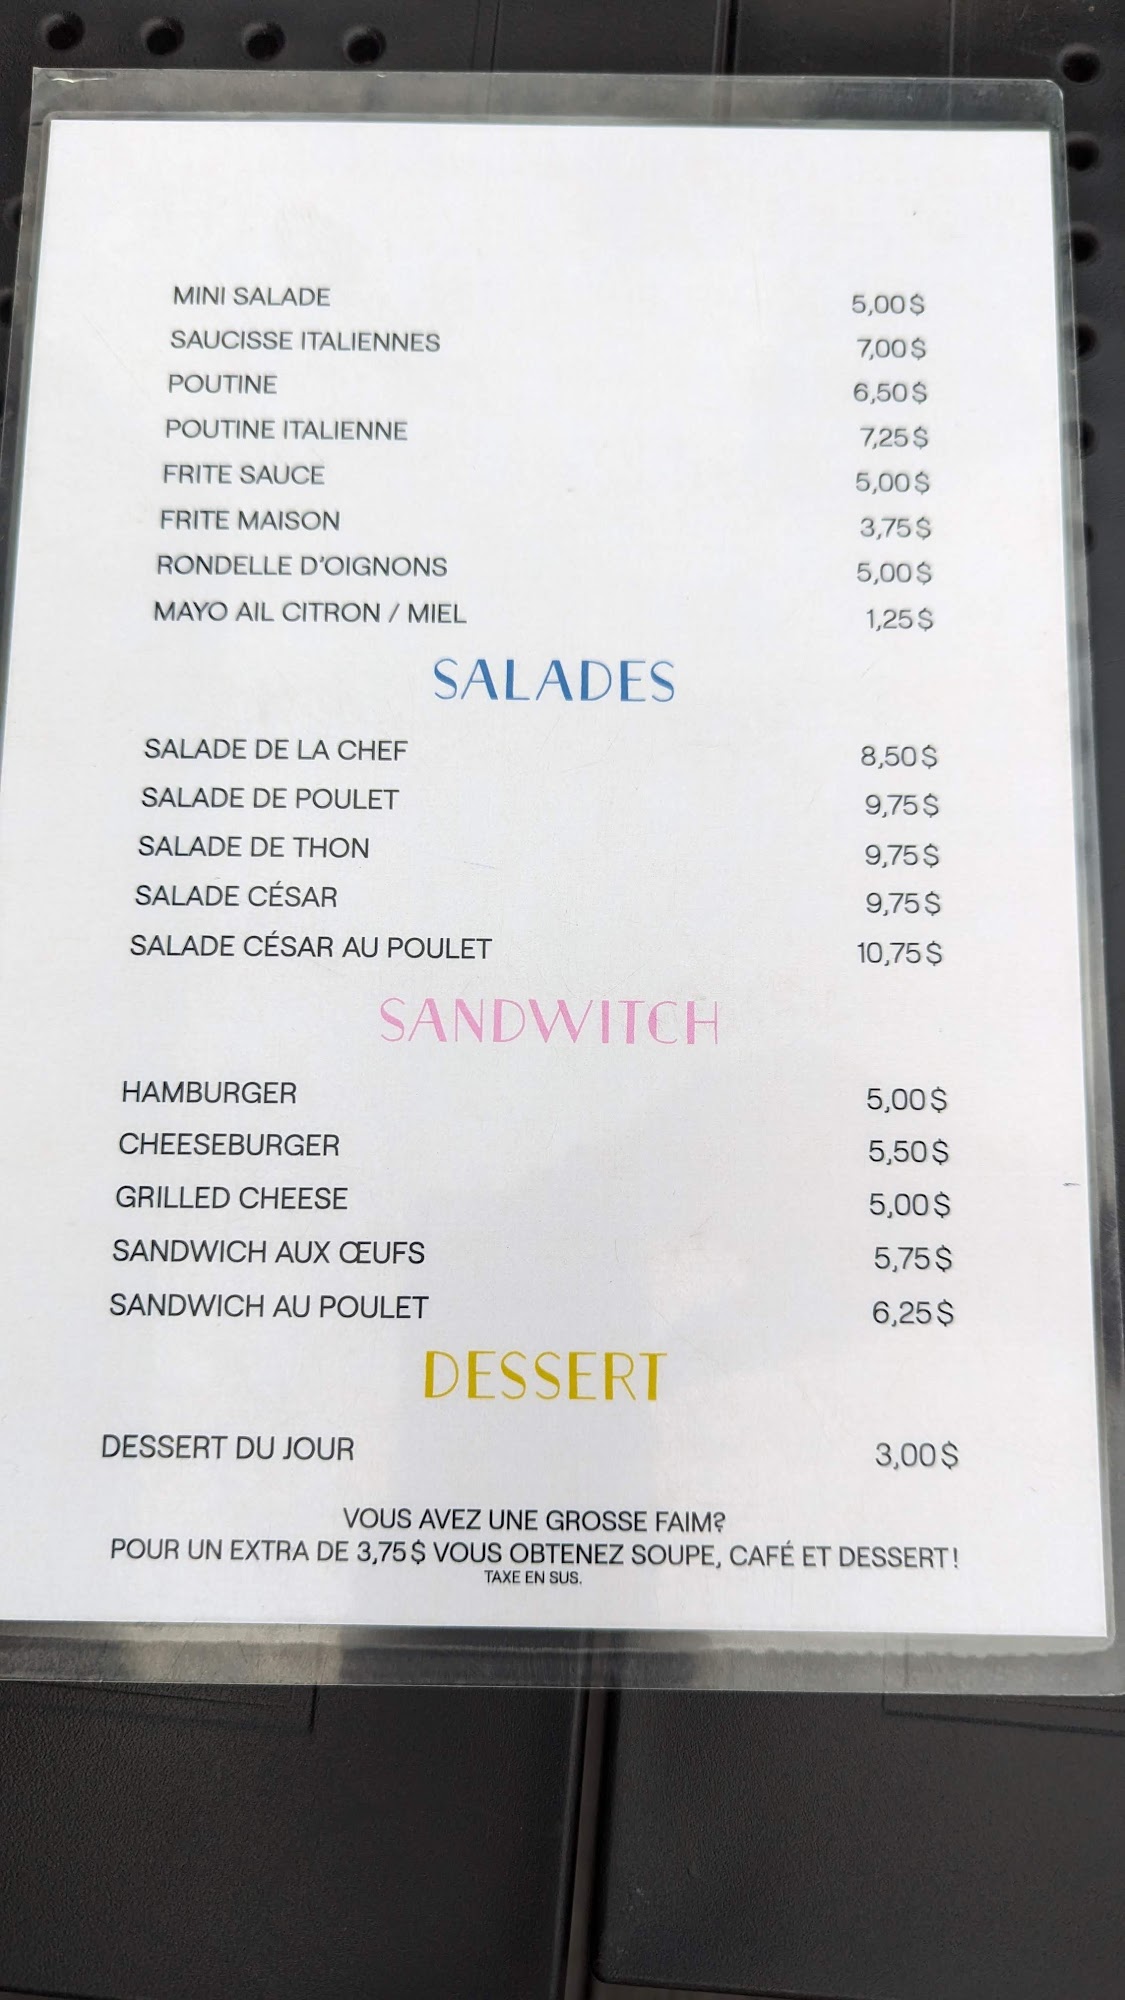 MINI SALADE 5,00$
SAUCISSE ITALIENNES 7,00$
POUTINE 6,50$
POUTINE ITALIENNE 7,25$
FRITE SAUCE 5,00$
FRITE MAISON 3,75$
RONDELLE D'OIGNONS 5,00$
MAYO AIL CITRON / MIEL 1,25$
SALADES
SALADE DE LA CHEF 8,50$
SALADE DE POULET 9,75$
SALADE DE THON 9,75$
SALADE CÉSAR 9,75$
SALADE CÉSAR AU POULET 10,75$
SANDWITCH
HAMBURGER 5,00$
CHEESEBURGER 5,50$
GRILLED CHEESE 5,00$
SANDWICH AUX ŒUFS 5,75$
SANDWICH AU POULET 6,25$
DESSERT
DESSERT DU JOUR 3,00$
VOUS AVEZ UNE GROSSE FAIM?
POUR UN EXTRA DE 3,75$ VOUS OBTENEZ SOUPE, CAFÉ ET DESSERT!
TAXE EN SUS.